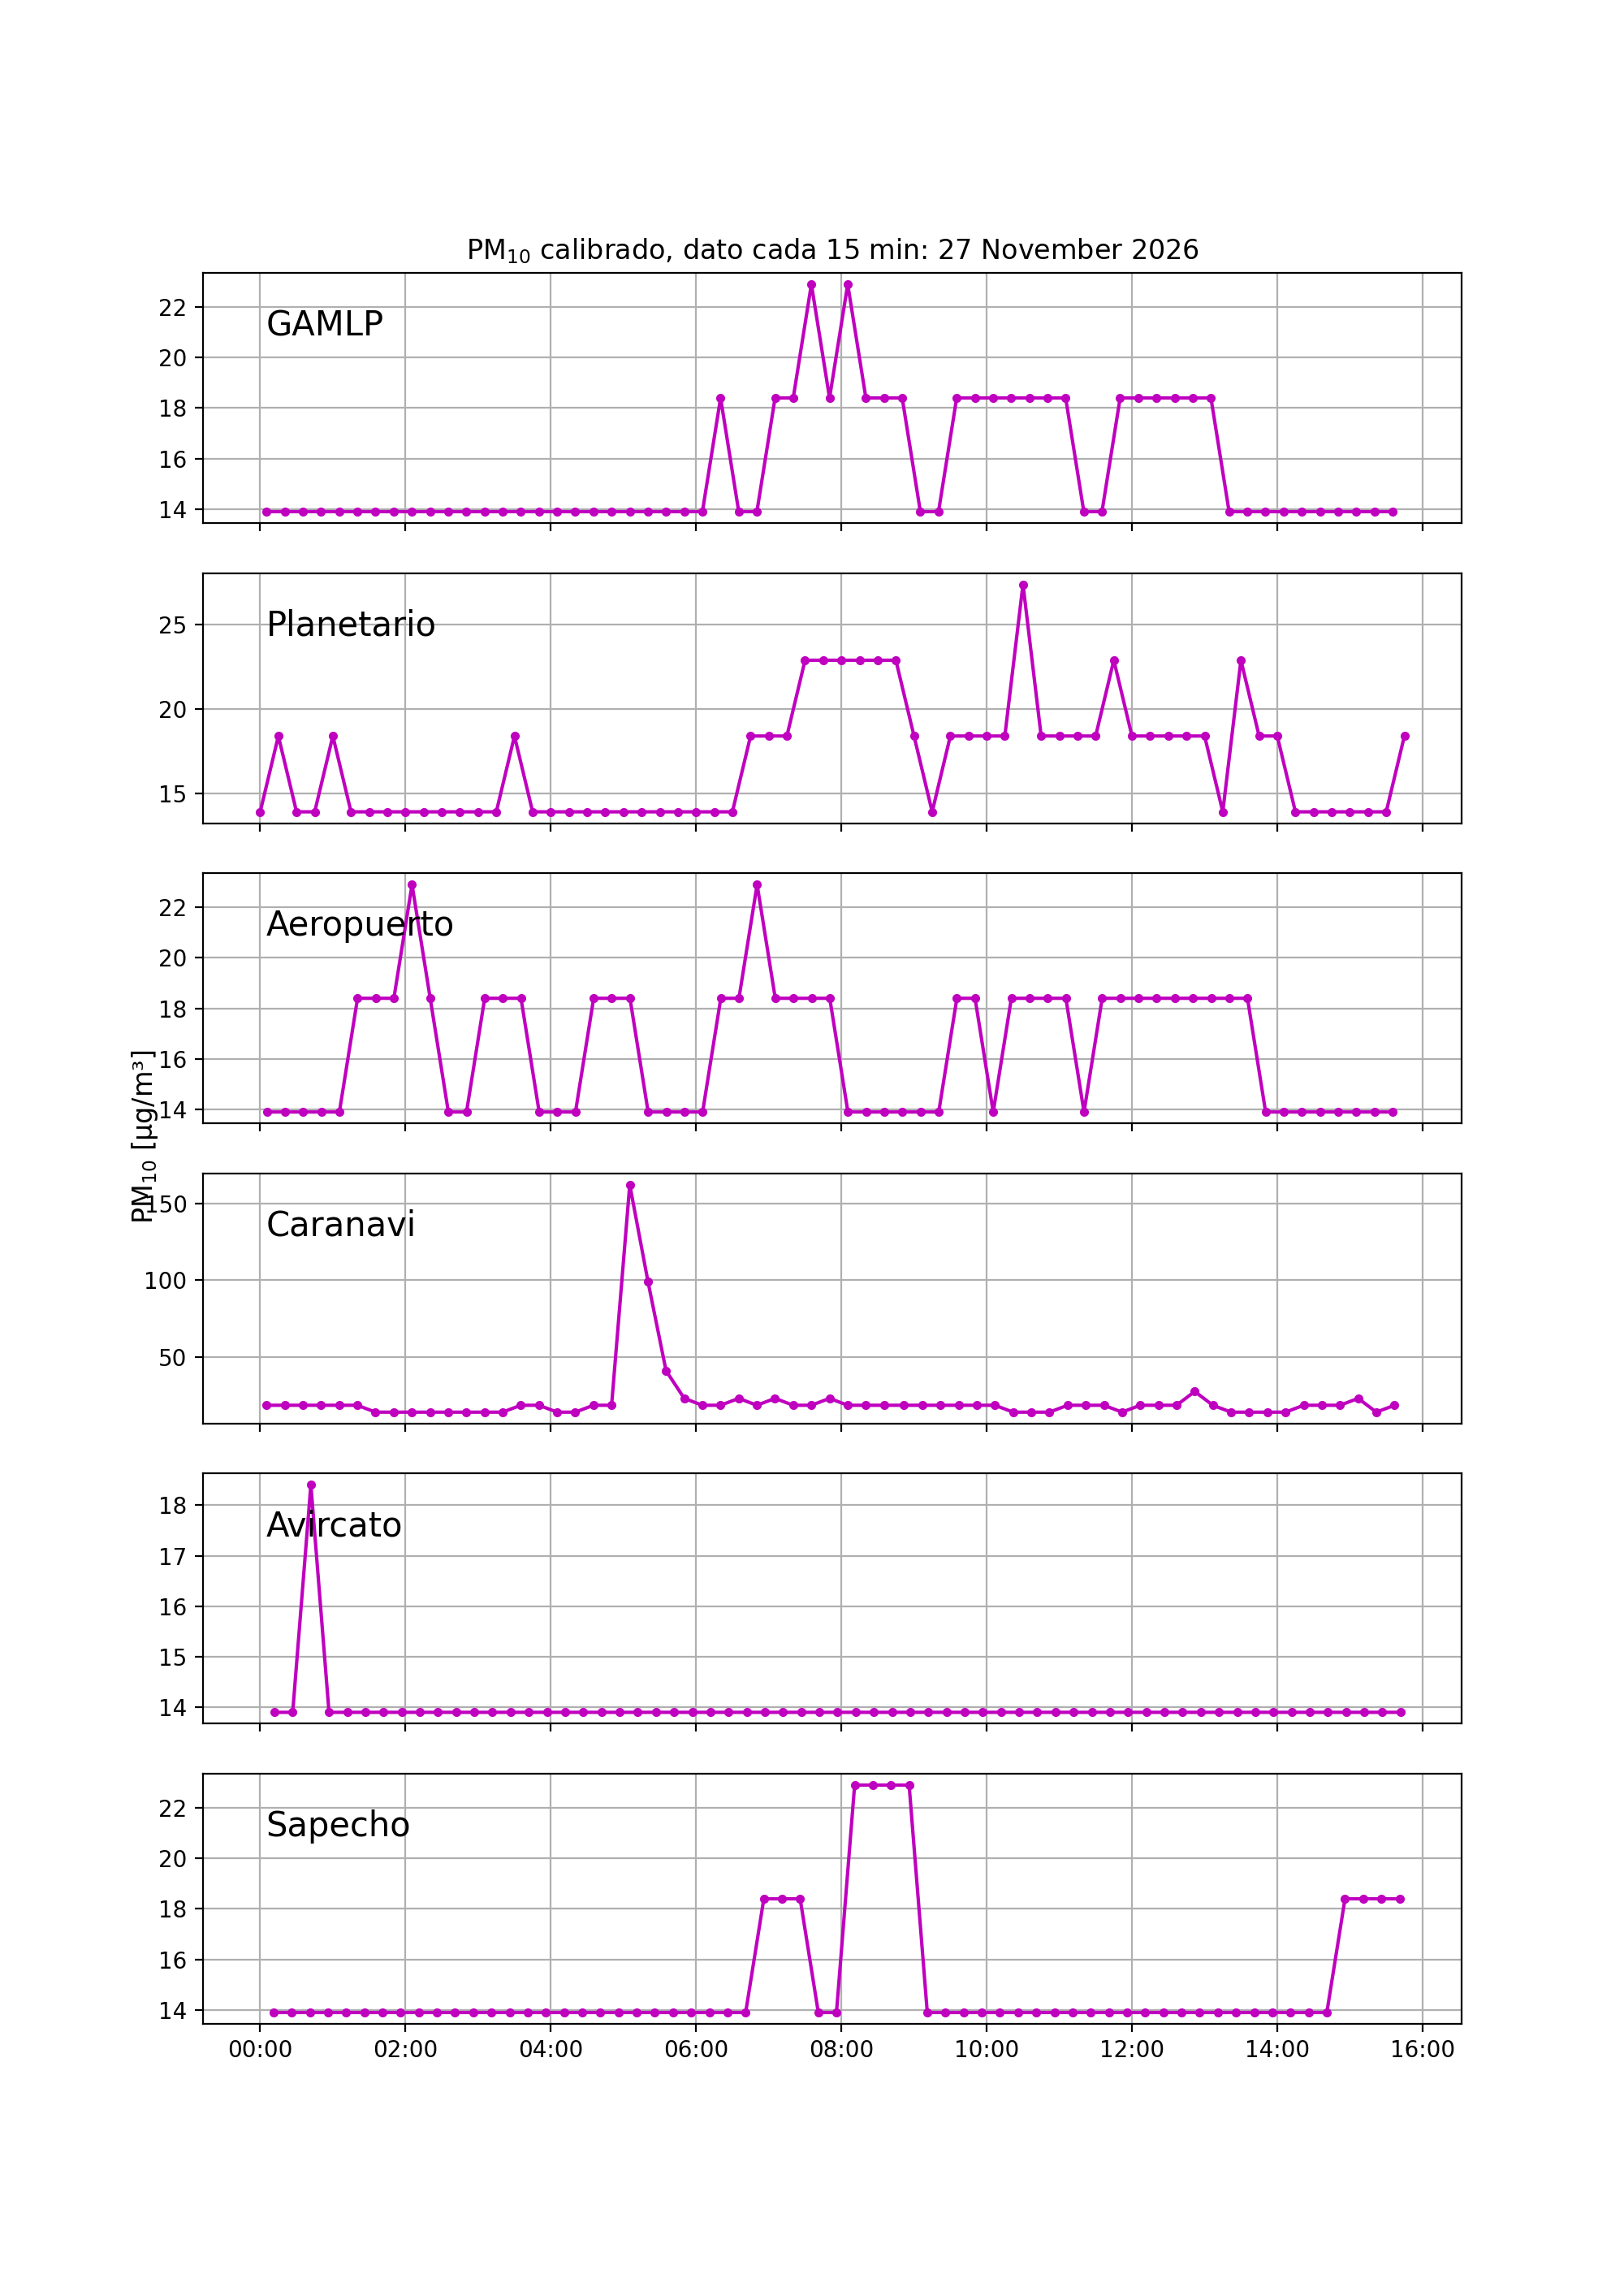 PM₁₀ calibrado, dato cada 15 min: 27 November 2026
GAMLP
22
20
18
16
14
Planetario
25
20
15
Aeropuerto
22
20
18
16
14
PM₁₀ [µg/m³]
Caranavi
150
100
50
Avircato
18
17
16
15
14
Sapecho
22
20
18
16
14
00:00 02:00 04:00 06:00 08:00 10:00 12:00 14:00 16:00